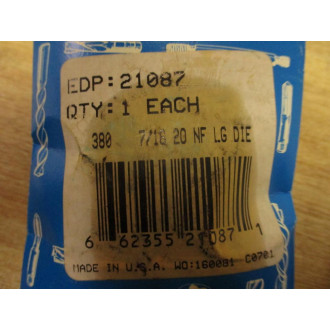 EDP:21087
QTY:1 EACH
380 7/16 20 NF LG DIE
6 62355 21087 1
MADE IN U.S.A. WO:160091 C0701